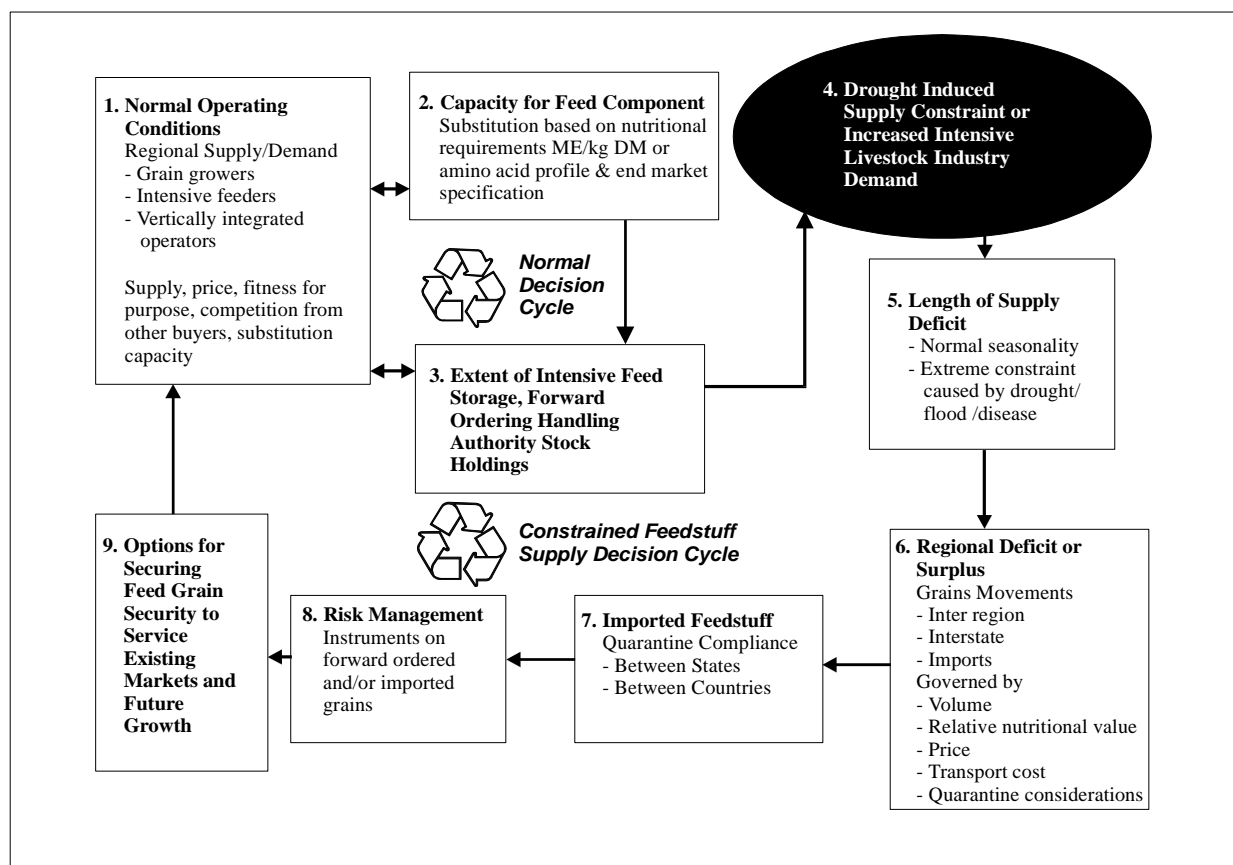 1. Normal Operating
Conditions
Regional Supply/Demand
- Grain growers
- Intensive feeders
- Vertically integrated
operators
Supply, price, fitness for
purpose, competition from
other buyers, substitution
capacity
2. Capacity for Feed Component
Substitution based on nutritional
requirements ME/kg DM or
amino acid profile & end market
specification
Normal
Decision
Cycle
3. Extent of Intensive Feed
Storage, Forward
Ordering Handling
Authority Stock
Holdings
4. Drought Induced
Supply Constraint or
Increased Intensive
Livestock Industry
Demand
5. Length of Supply
Deficit
- Normal seasonality
- Extreme constraint
caused by drought/
flood /disease
Constrained Feedstuff
Supply Decision Cycle
6. Regional Deficit or
Surplus
Grains Movements
- Inter region
- Interstate
- Imports
Governed by
- Volume
- Relative nutritional value
- Price
- Transport cost
- Quarantine considerations
7. Imported Feedstuff
Quarantine Compliance
- Between States
- Between Countries
8. Risk Management
Instruments on
forward ordered
and/or imported
grains
9. Options for
Securing
Feed Grain
Security to
Service
Existing
Markets and
Future
Growth